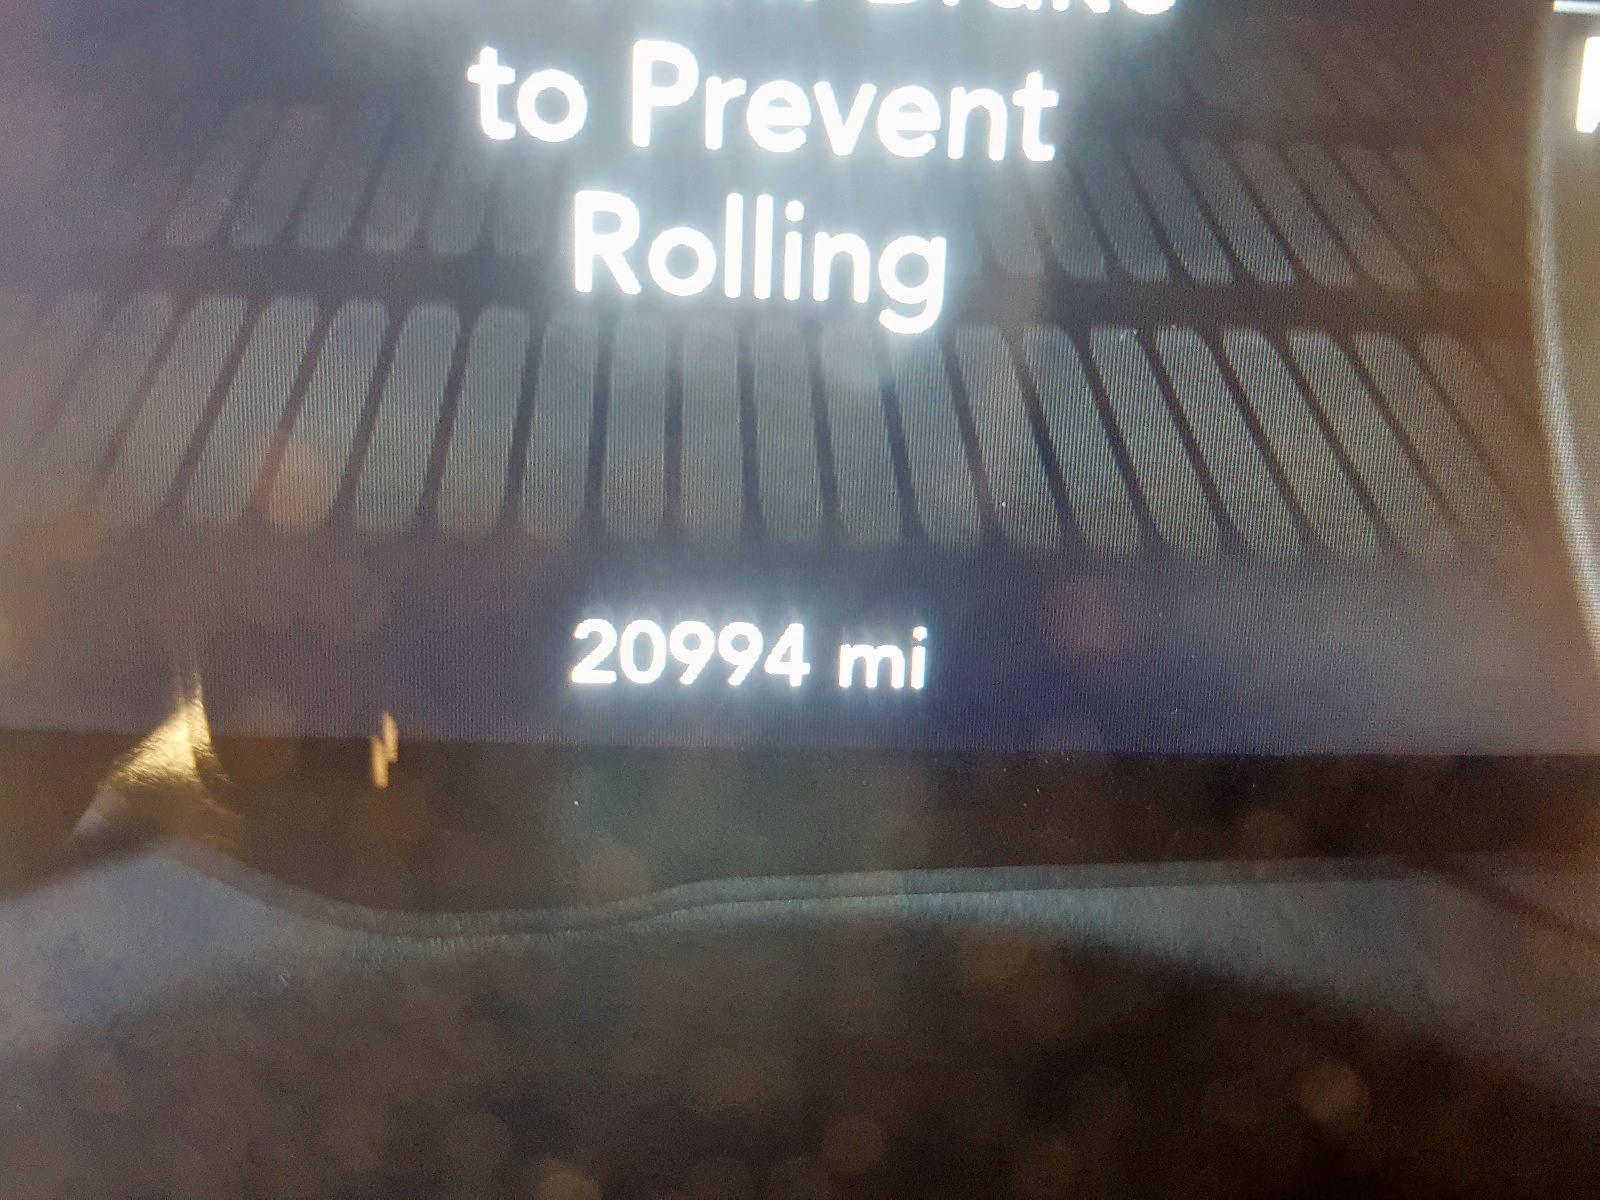 to Prevent
Rolling
20994 mi